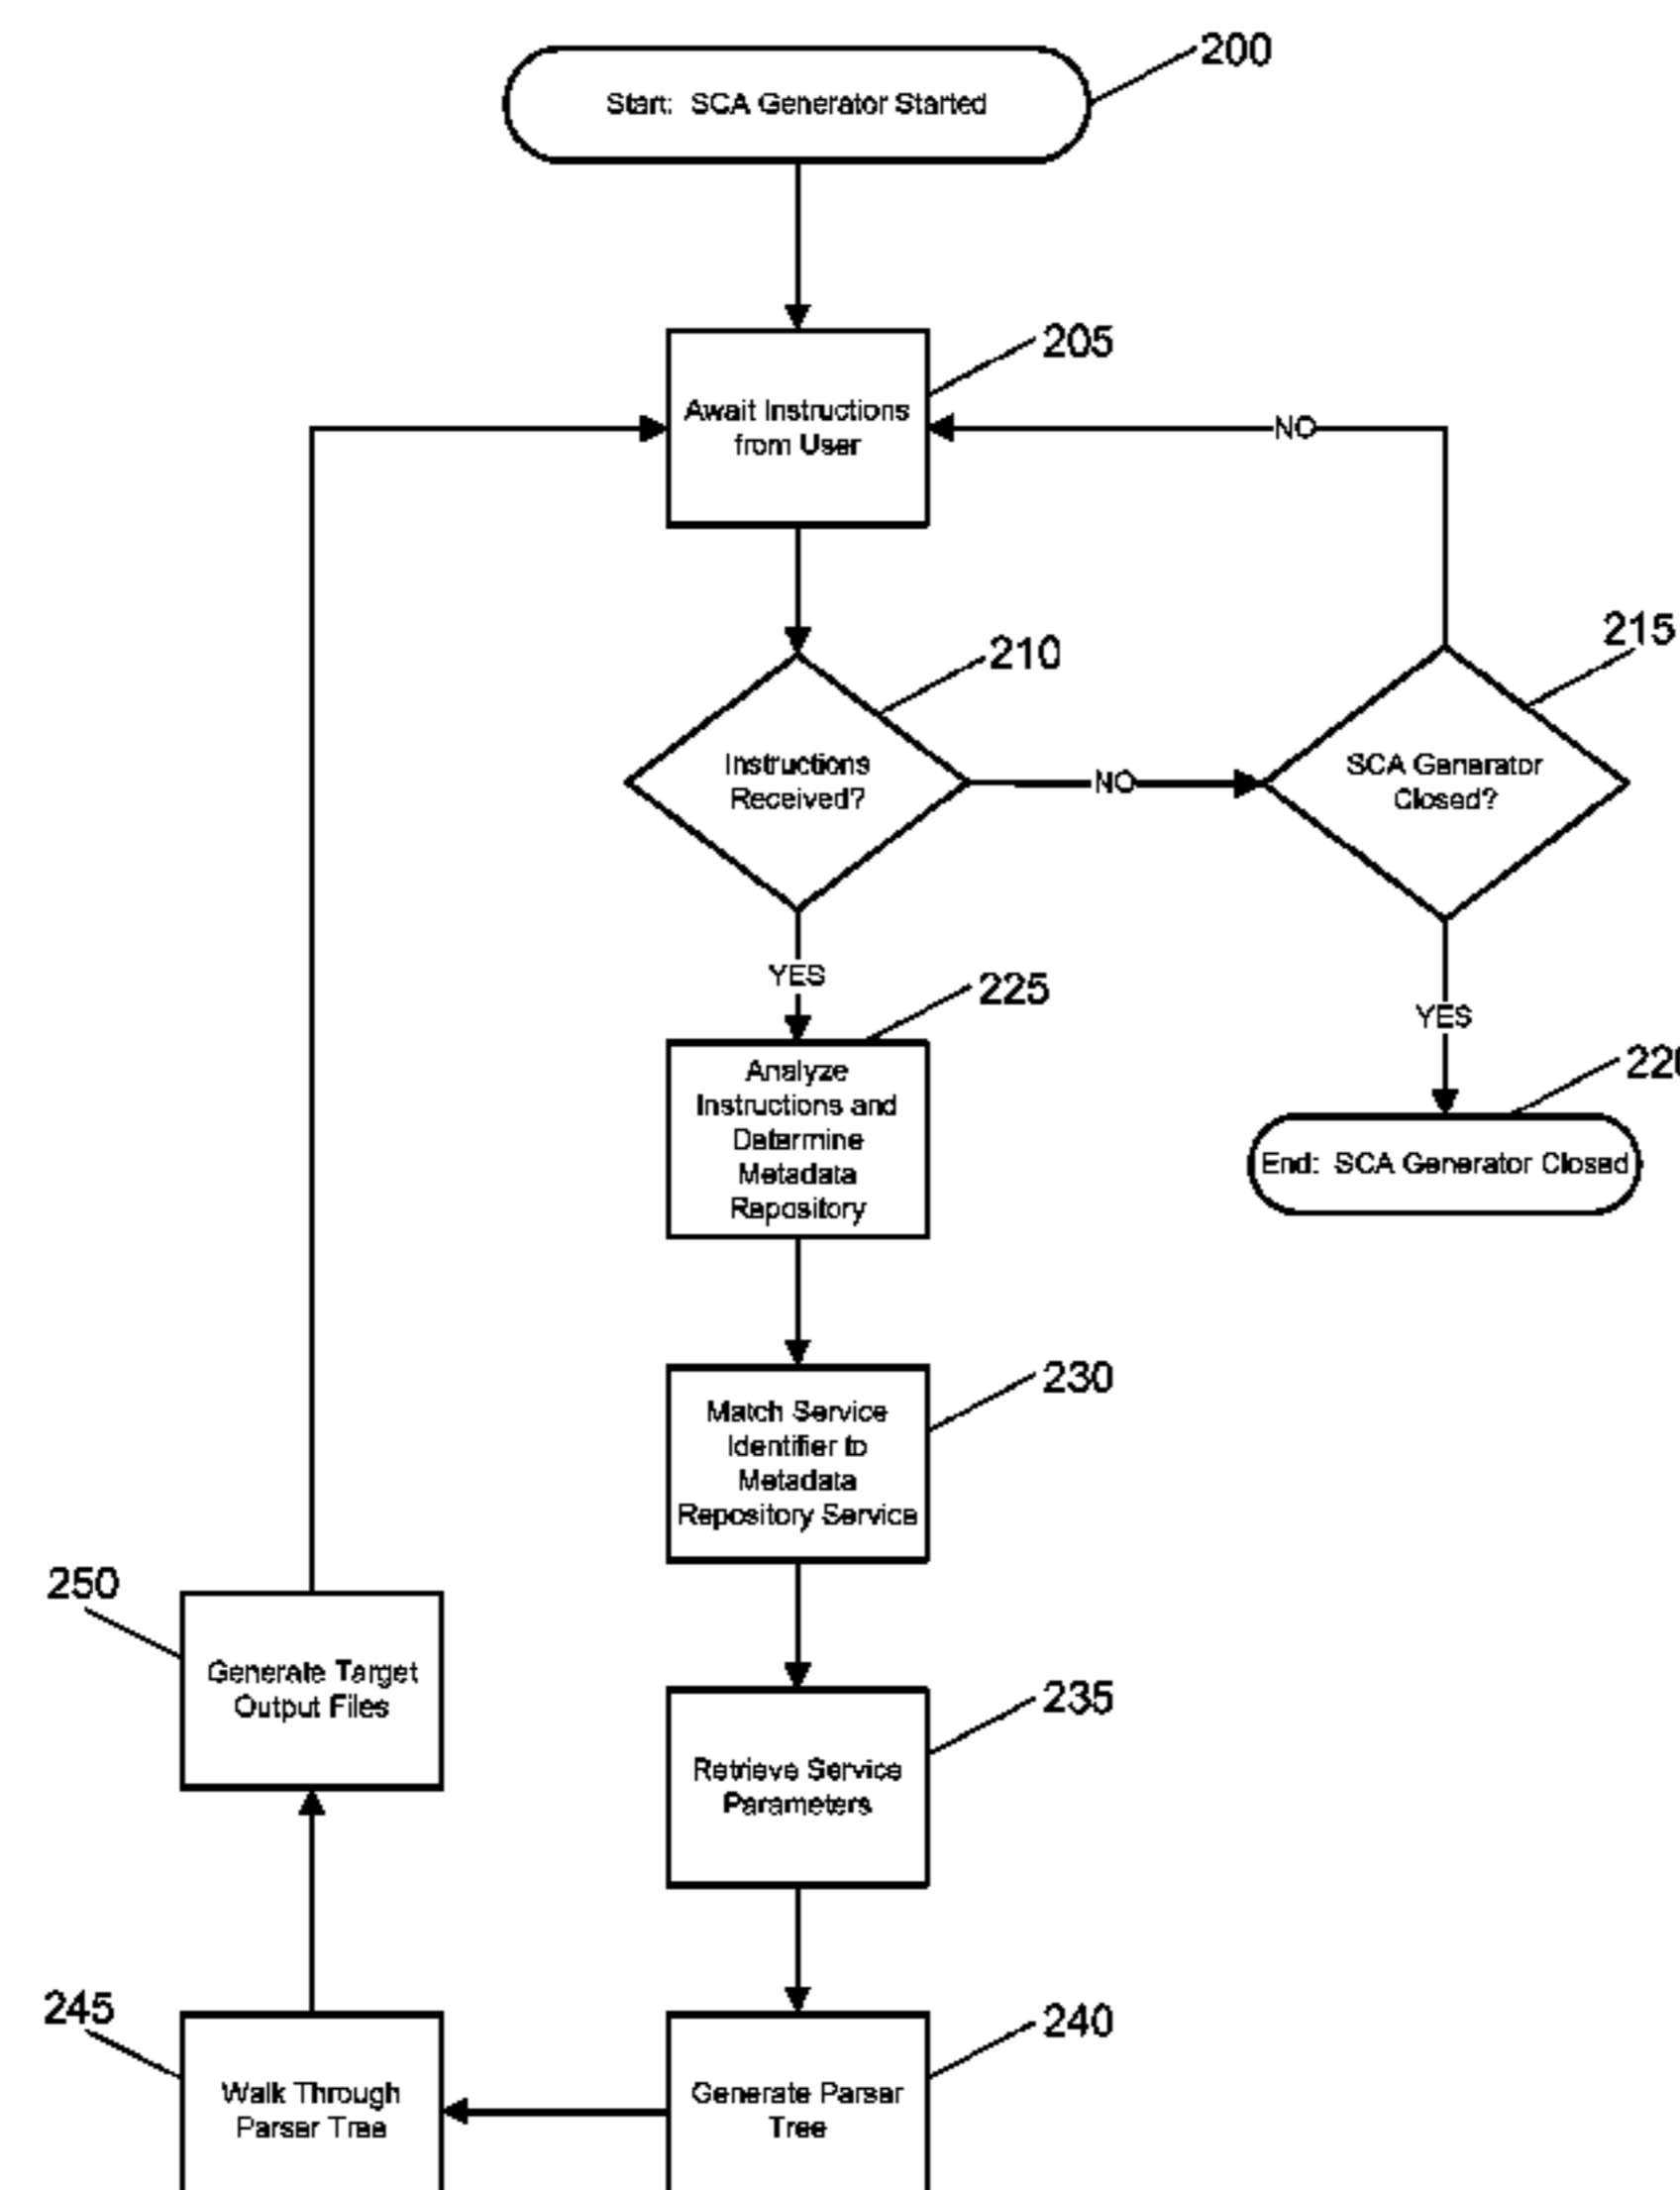 200
Start: SCA Generator Started
205
Await Instructions
from User
NO
210
215
Instructions
Received?
NO
SCA Generator
Closed?
YES
225
YES
Analyze
Instructions and
Determine
Metadata
Repository
220
End: SCA Generator Closed
230
Match Service
Identifier to
Metadata
Repository Service
250
Generate Target
Output Files
235
Retrieve Service
Parameters
245
Walk Through
Parser Tree
240
Generate Parser
Tree